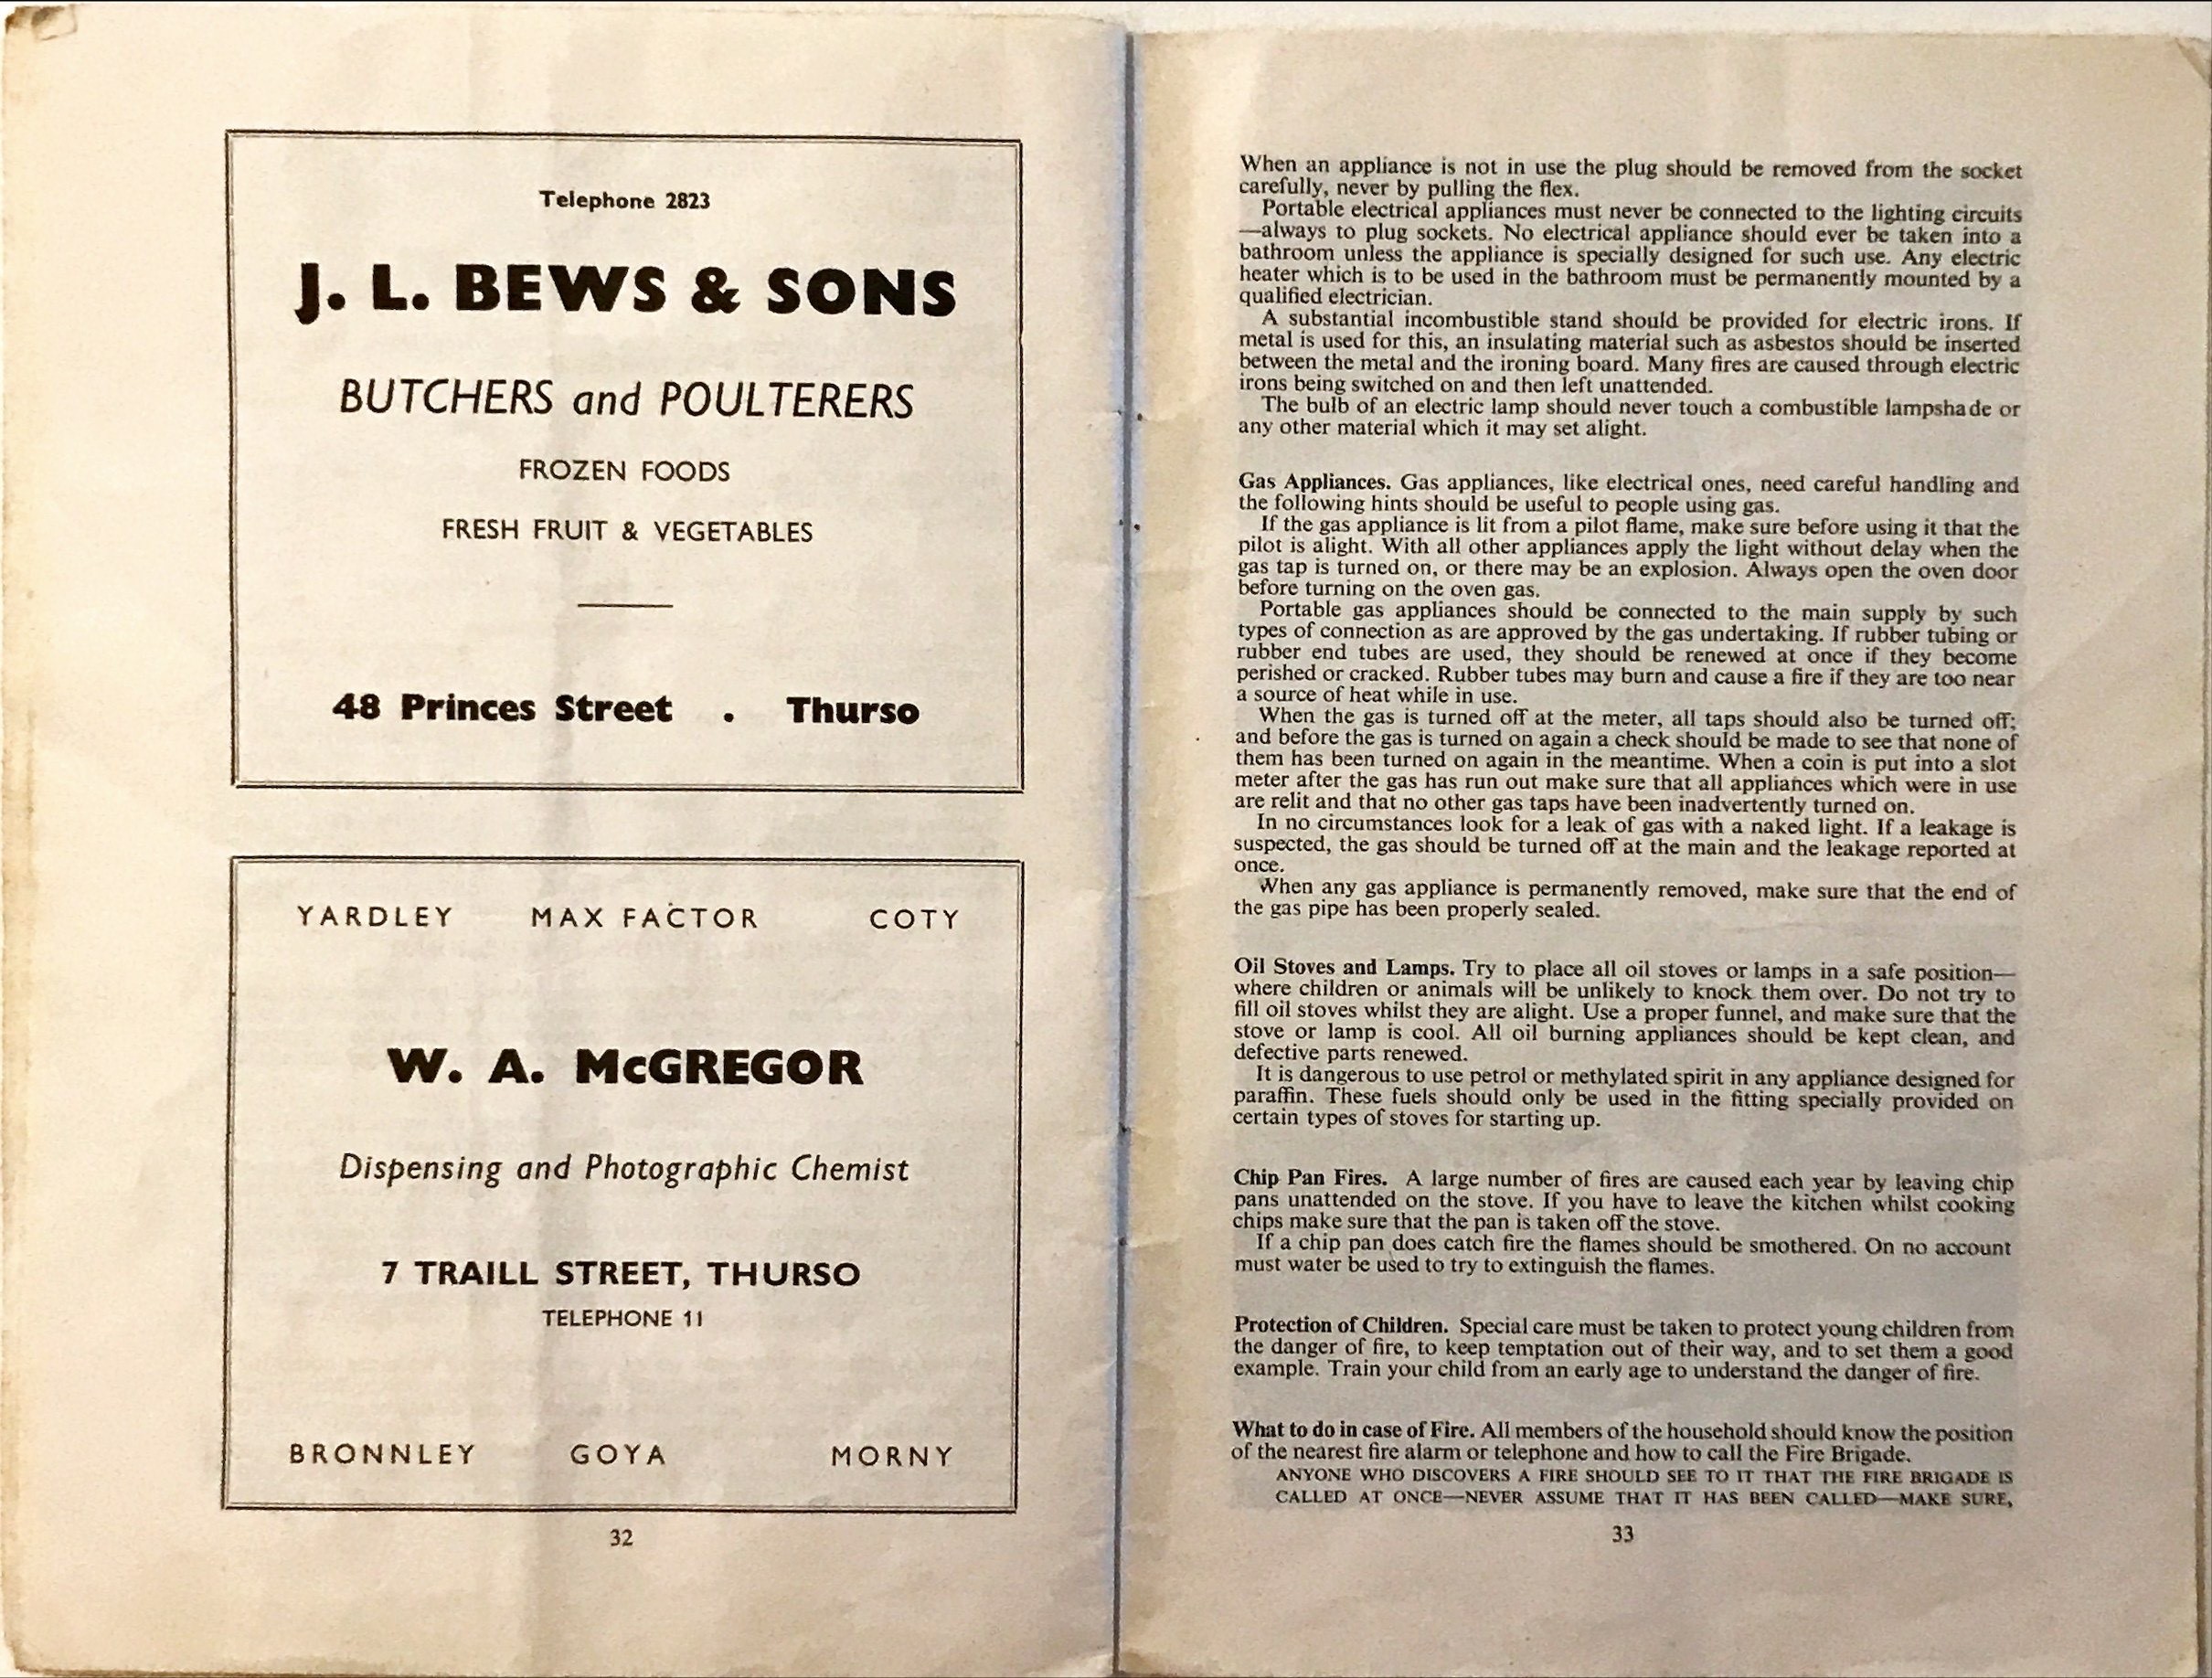 Telephone 2823
J. L. BEWS & SONS
BUTCHERS and POULTERERS
FROZEN FOODS
FRESH FRUIT & VEGETABLES
48 Princes Street . Thurso
YARDLEY MAX FACTOR COTY
W. A. McGREGOR
Dispensing and Photographic Chemist
7 TRAILL STREET, THURSO
TELEPHONE 11
BRONNLEY GOYA MORNY
32
When an appliance is not in use the plug should be removed from the socket
carefully, never by pulling the flex.
Portable electrical appliances must never be connected to the lighting circuits
—always to plug sockets. No electrical appliance should ever be taken into a
bathroom unless the appliance is specially designed for such use. Any electric
heater which is to be used in the bathroom must be permanently mounted by a
qualified electrician.
A substantial incombustible stand should be provided for electric irons. If
metal is used for this, an insulating material such as asbestos should be inserted
between the metal and the ironing board. Many fires are caused through electric
irons being switched on and then left unattended.
The bulb of an electric lamp should never touch a combustible lampshade or
any other material which it may set alight.
Gas Appliances. Gas appliances, like electrical ones, need careful handling and
the following hints should be useful to people using gas.
If the gas appliance is lit from a pilot flame, make sure before using it that the
pilot is alight. With all other appliances apply the light without delay when the
gas tap is turned on, or there may be an explosion. Always open the oven door
before turning on the oven gas.
Portable gas appliances should be connected to the main supply by such
types of connection as are approved by the gas undertaking. If rubber tubing or
rubber end tubes are used, they should be renewed at once if they become
perished or cracked. Rubber tubes may burn and cause a fire if they are too near
a source of heat while in use.
When the gas is turned off at the meter, all taps should also be turned off;
and before the gas is turned on again a check should be made to see that none of
them has been turned on again in the meantime. When a coin is put into a slot
meter after the gas has run out make sure that all appliances which were in use
are relit and that no other gas taps have been inadvertently turned on.
In no circumstances look for a leak of gas with a naked light. If a leakage is
suspected, the gas should be turned off at the main and the leakage reported at
once.
When any gas appliance is permanently removed, make sure that the end of
the gas pipe has been properly sealed.
Oil Stoves and Lamps. Try to place all oil stoves or lamps in a safe position—
where children or animals will be unlikely to knock them over. Do not try to
fill oil stoves whilst they are alight. Use a proper funnel, and make sure that the
stove or lamp is cool. All oil burning appliances should be kept clean, and
defective parts renewed.
It is dangerous to use petrol or methylated spirit in any appliance designed for
paraffin. These fuels should only be used in the fitting specially provided on
certain types of stoves for starting up.
Chip Pan Fires. A large number of fires are caused each year by leaving chip
pans unattended on the stove. If you have to leave the kitchen whilst cooking
chips make sure that the pan is taken off the stove.
If a chip pan does catch fire the flames should be smothered. On no account
must water be used to try to extinguish the flames.
Protection of Children. Special care must be taken to protect young children from
the danger of fire, to keep temptation out of their way, and to set them a good
example. Train your child from an early age to understand the danger of fire.
What to do in case of Fire. All members of the household should know the position
of the nearest fire alarm or telephone and how to call the Fire Brigade.
ANYONE WHO DISCOVERS A FIRE SHOULD SEE TO IT THAT THE FIRE BRIGADE IS
CALLED AT ONCE—NEVER ASSUME THAT IT HAS BEEN CALLED—MAKE SURE,
33